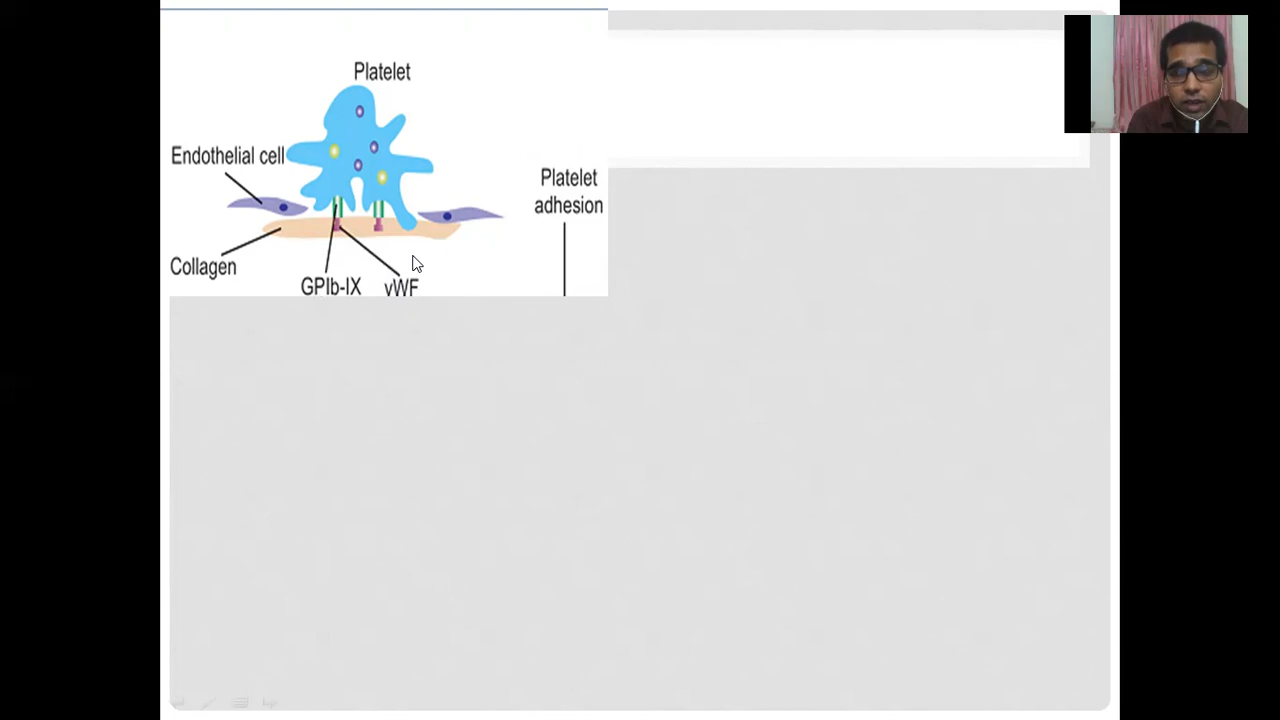 Platelet
Endothelial cell
Platelet
adhesion
Collagen
GPIb-IX
vWF